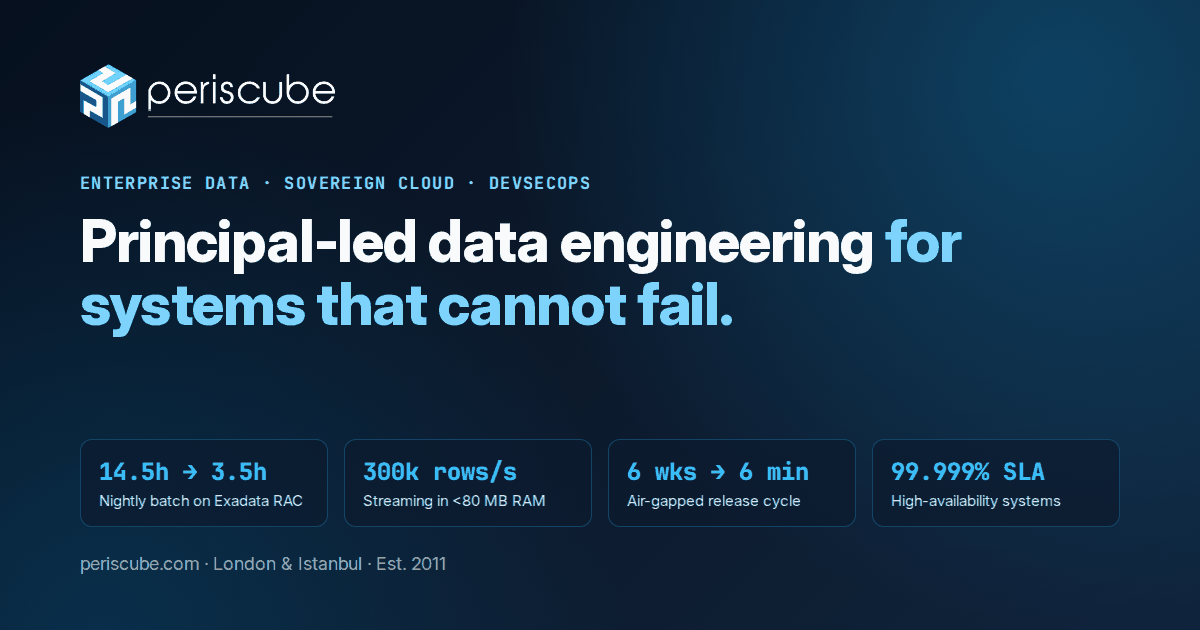 periscube
ENTERPRISE DATA · SOVEREIGN CLOUD · DEVSECOPS
Principal-led data engineering for
systems that cannot fail.
14.5h → 3.5h
Nightly batch on Exadata RAC
300k rows/s
Streaming in <80 MB RAM
6 wks → 6 min
Air-gapped release cycle
99.999% SLA
High-availability systems
periscube.com · London & Istanbul · Est. 2011